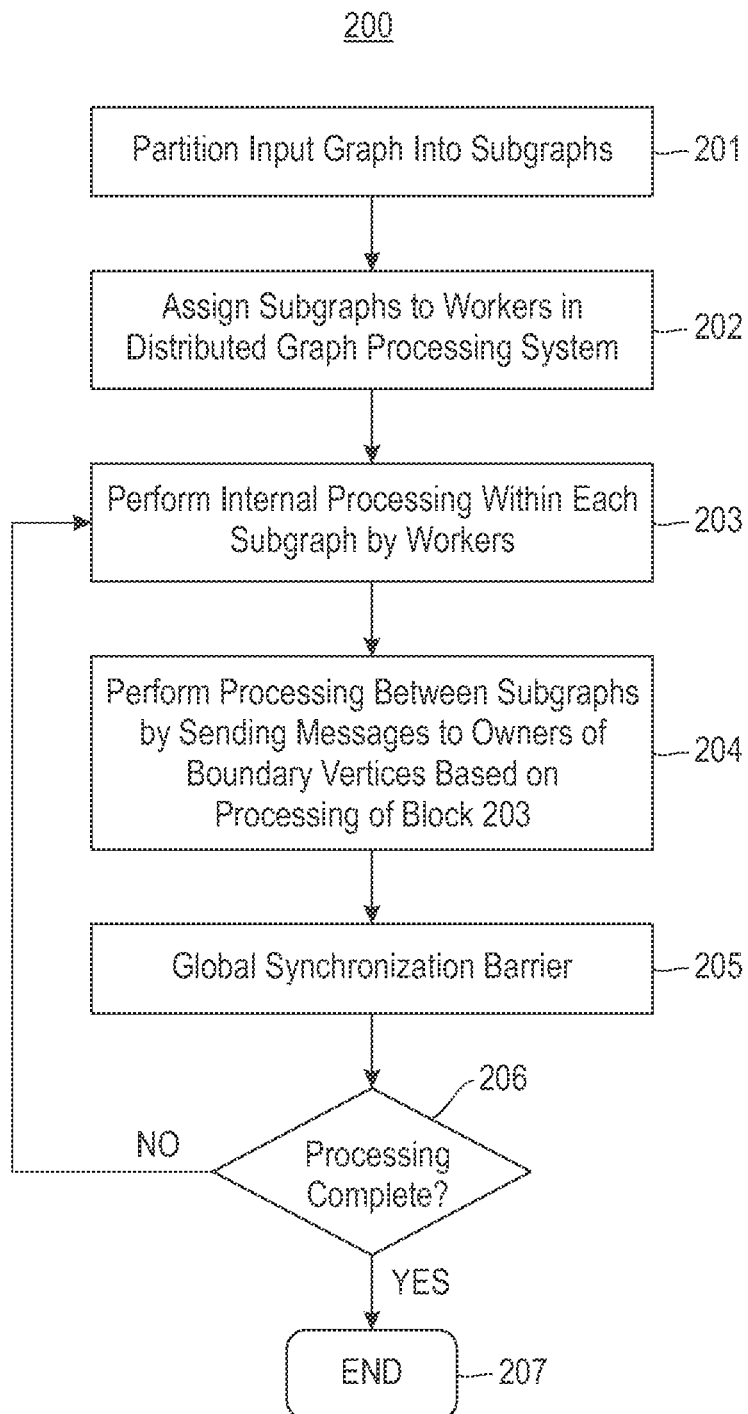 200
Partition Input Graph Into Subgraphs
201
Assign Subgraphs to Workers in
Distributed Graph Processing System
202
Perform Internal Processing Within Each
Subgraph by Workers
203
Perform Processing Between Subgraphs
by Sending Messages to Owners of
Boundary Vertices Based on
Processing of Block 203
204
Global Synchronization Barrier
205
206
NO
Processing
Complete?
YES
END
207